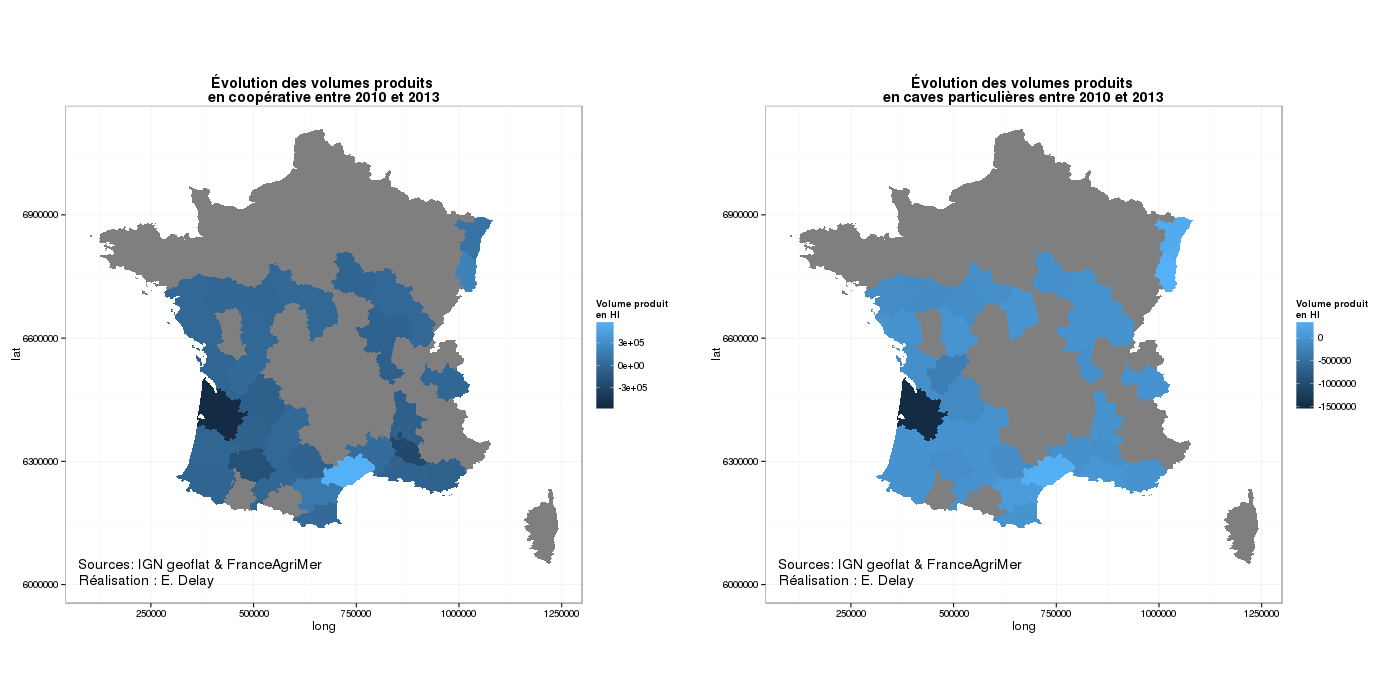 Évolution des volumes produits
en coopérative entre 2010 et 2013
lat
6900000
6600000
6300000
6000000
Sources: IGN geoflat & FranceAgriMer
Réalisation : E. Delay
250000
500000
750000
1000000
1250000
long
Volume produit
en Hl
3e+05
0e+00
-3e+05
Évolution des volumes produits
en caves particulières entre 2010 et 2013
lat
6900000
6600000
6300000
6000000
Sources: IGN geoflat & FranceAgriMer
Réalisation : E. Delay
250000
500000
750000
1000000
1250000
long
Volume produit
en Hl
0
-500000
-1000000
-1500000